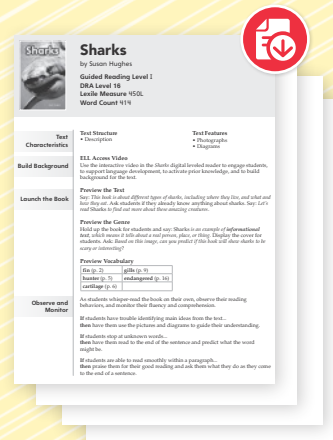 Sharks
Sharks
by Susan Hughes
Guided Reading Level I
DRA Level 16
Lexile Measure 450L
Word Count 414
Text
Characteristics
Text Structure
• Description
Text Features
• Photographs
• Diagrams
Build Background
ELL Access Video
Use the interactive video in the Sharks digital leveled reader to engage students,
to support language development, to activate prior knowledge, and to build
background for the text.
Launch the Book
Preview the Text
Say: This book is about different types of sharks, including where they live, and what and
how they eat. Ask students if they already know anything about sharks. Say: Let's
read Sharks to find out more about these amazing creatures.
Preview the Genre
Hold up the book for students and say: Sharks is an example of informational
text, which means it tells about a real person, place, or thing. Display the cover for
students. Ask: Based on this image, can you predict if this book will show sharks to be
scary or interesting?
Preview Vocabulary
fin (p. 2) gills (p. 9)
hunter (p. 5) endangered (p. 16)
cartilage (p. 6)
Observe and
Monitor
As students whisper-read the book on their own, observe their reading
behaviors, and monitor their fluency and comprehension.
If students have trouble identifying main ideas from the text...
then have them use the pictures and diagrams to guide their understanding.
If students stop at unknown words...
then have them read to the end of the sentence and predict what the word
might be.
If students are able to read smoothly within a paragraph...
then praise them for their good reading and ask them what they do as they come
to the end of a sentence.